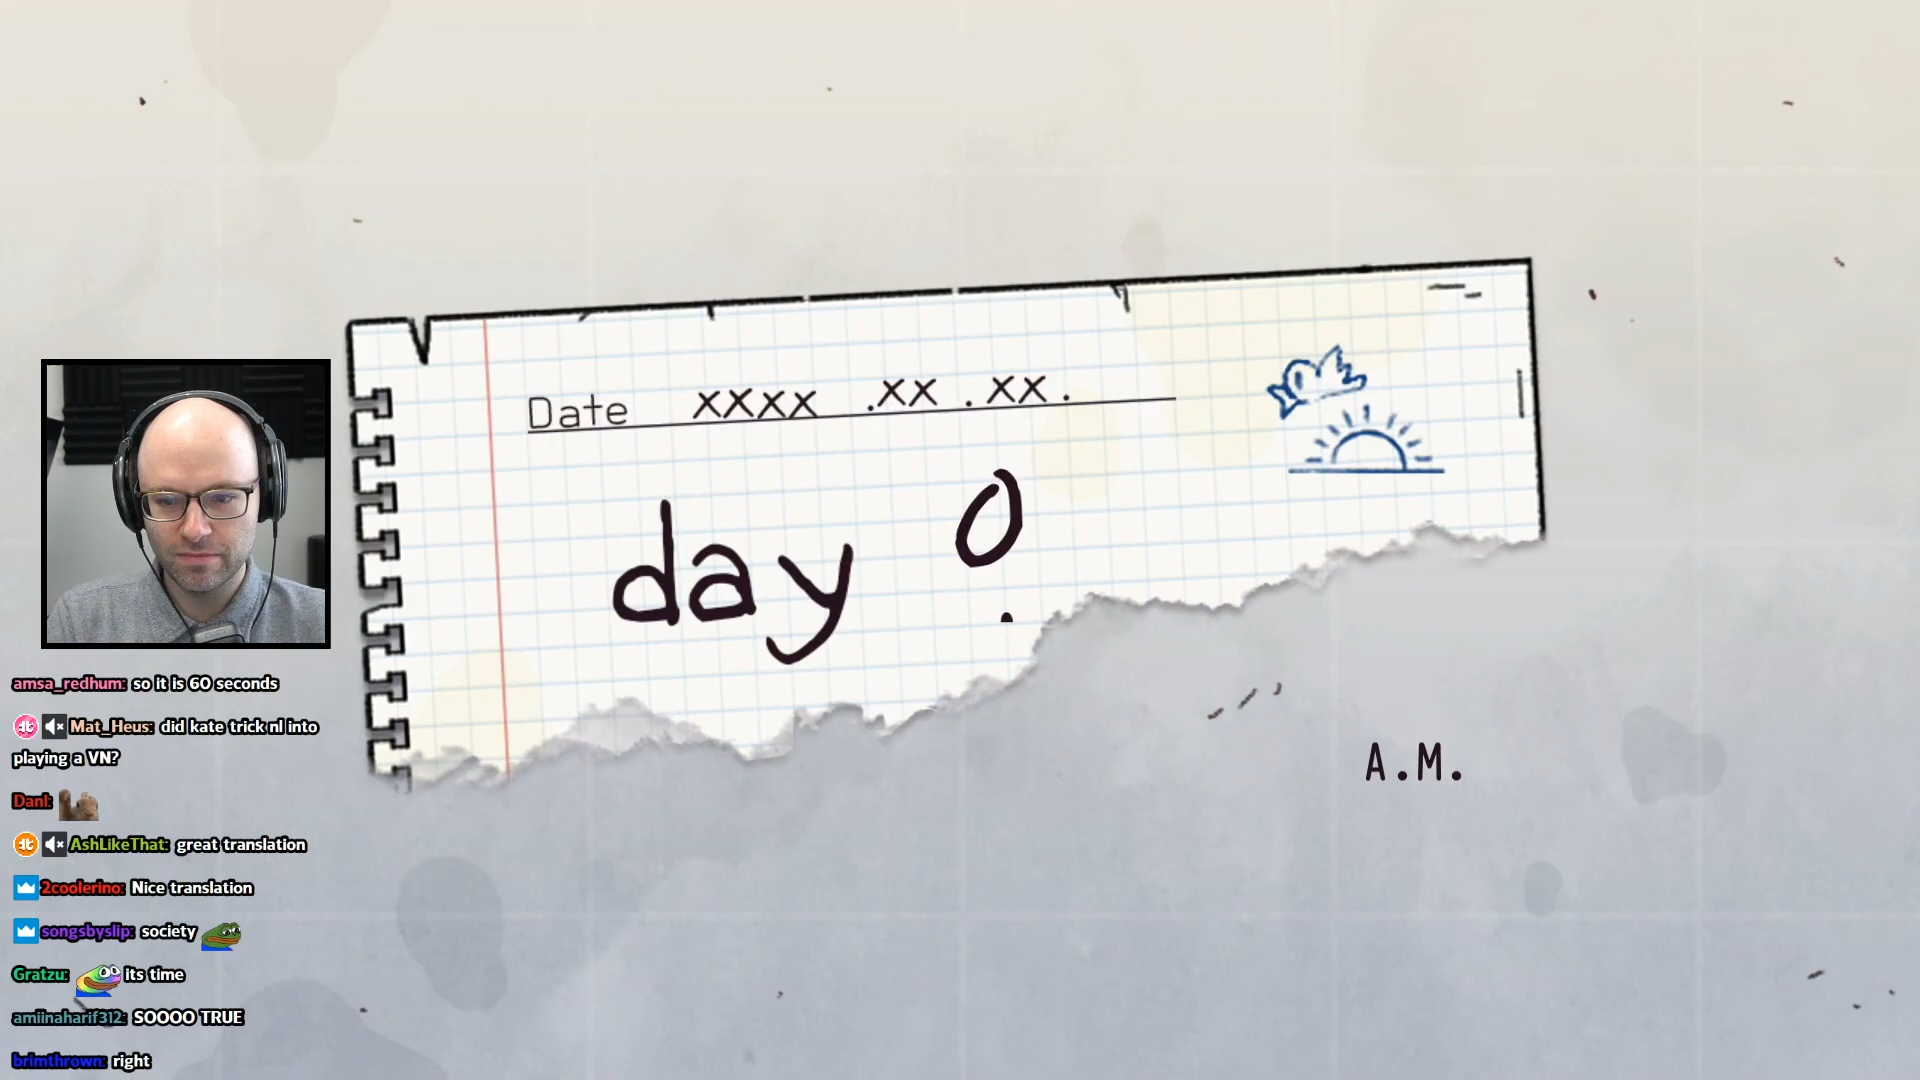 Date xxxx .xx . xx .
day 0 .
A.M.
amsa_redhum: so it is 60 seconds
Mat_Heus: did kate trick nl into
playing a VN?
Danl:
AshLikeThat: great translation
2coolerino: Nice translation
songsbyslip: society
Gratzu: its time
amiinaharif312: SOOOO TRUE
brimthrown: right